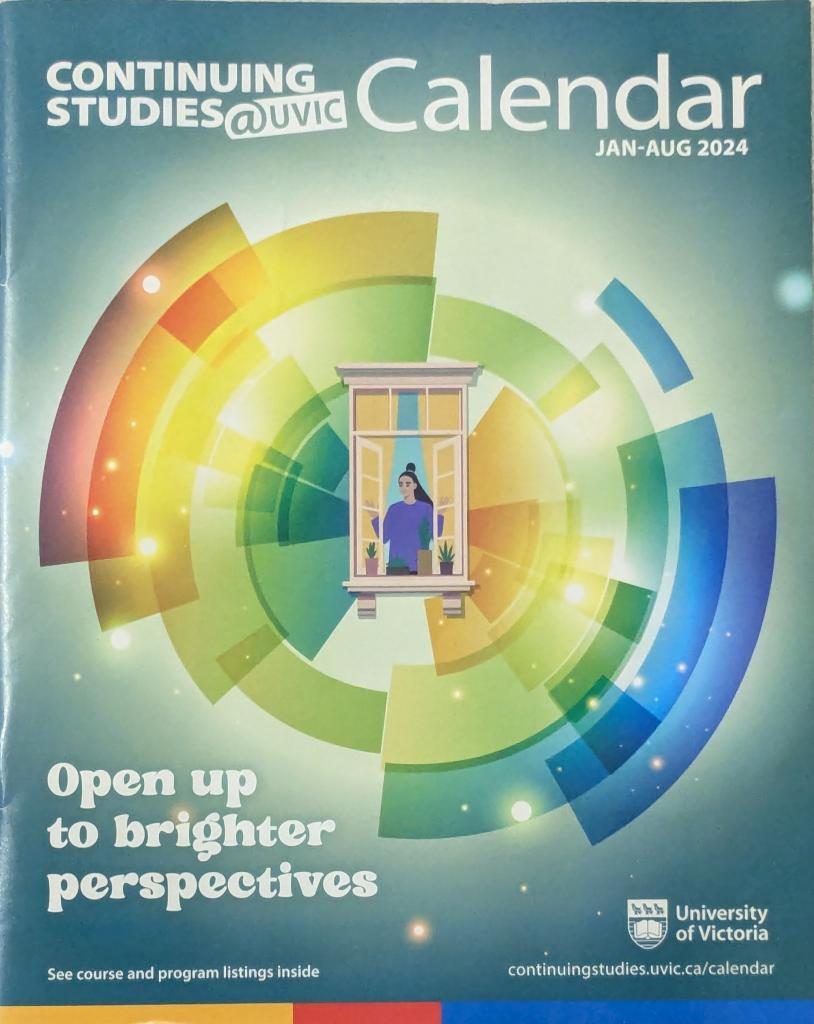 CONTINUING
STUDIES@UVIC
Calendar
JAN-AUG 2024
Open up
to brighter
perspectives
University
of Victoria
See course and program listings inside
continuingstudies.uvic.ca/calendar